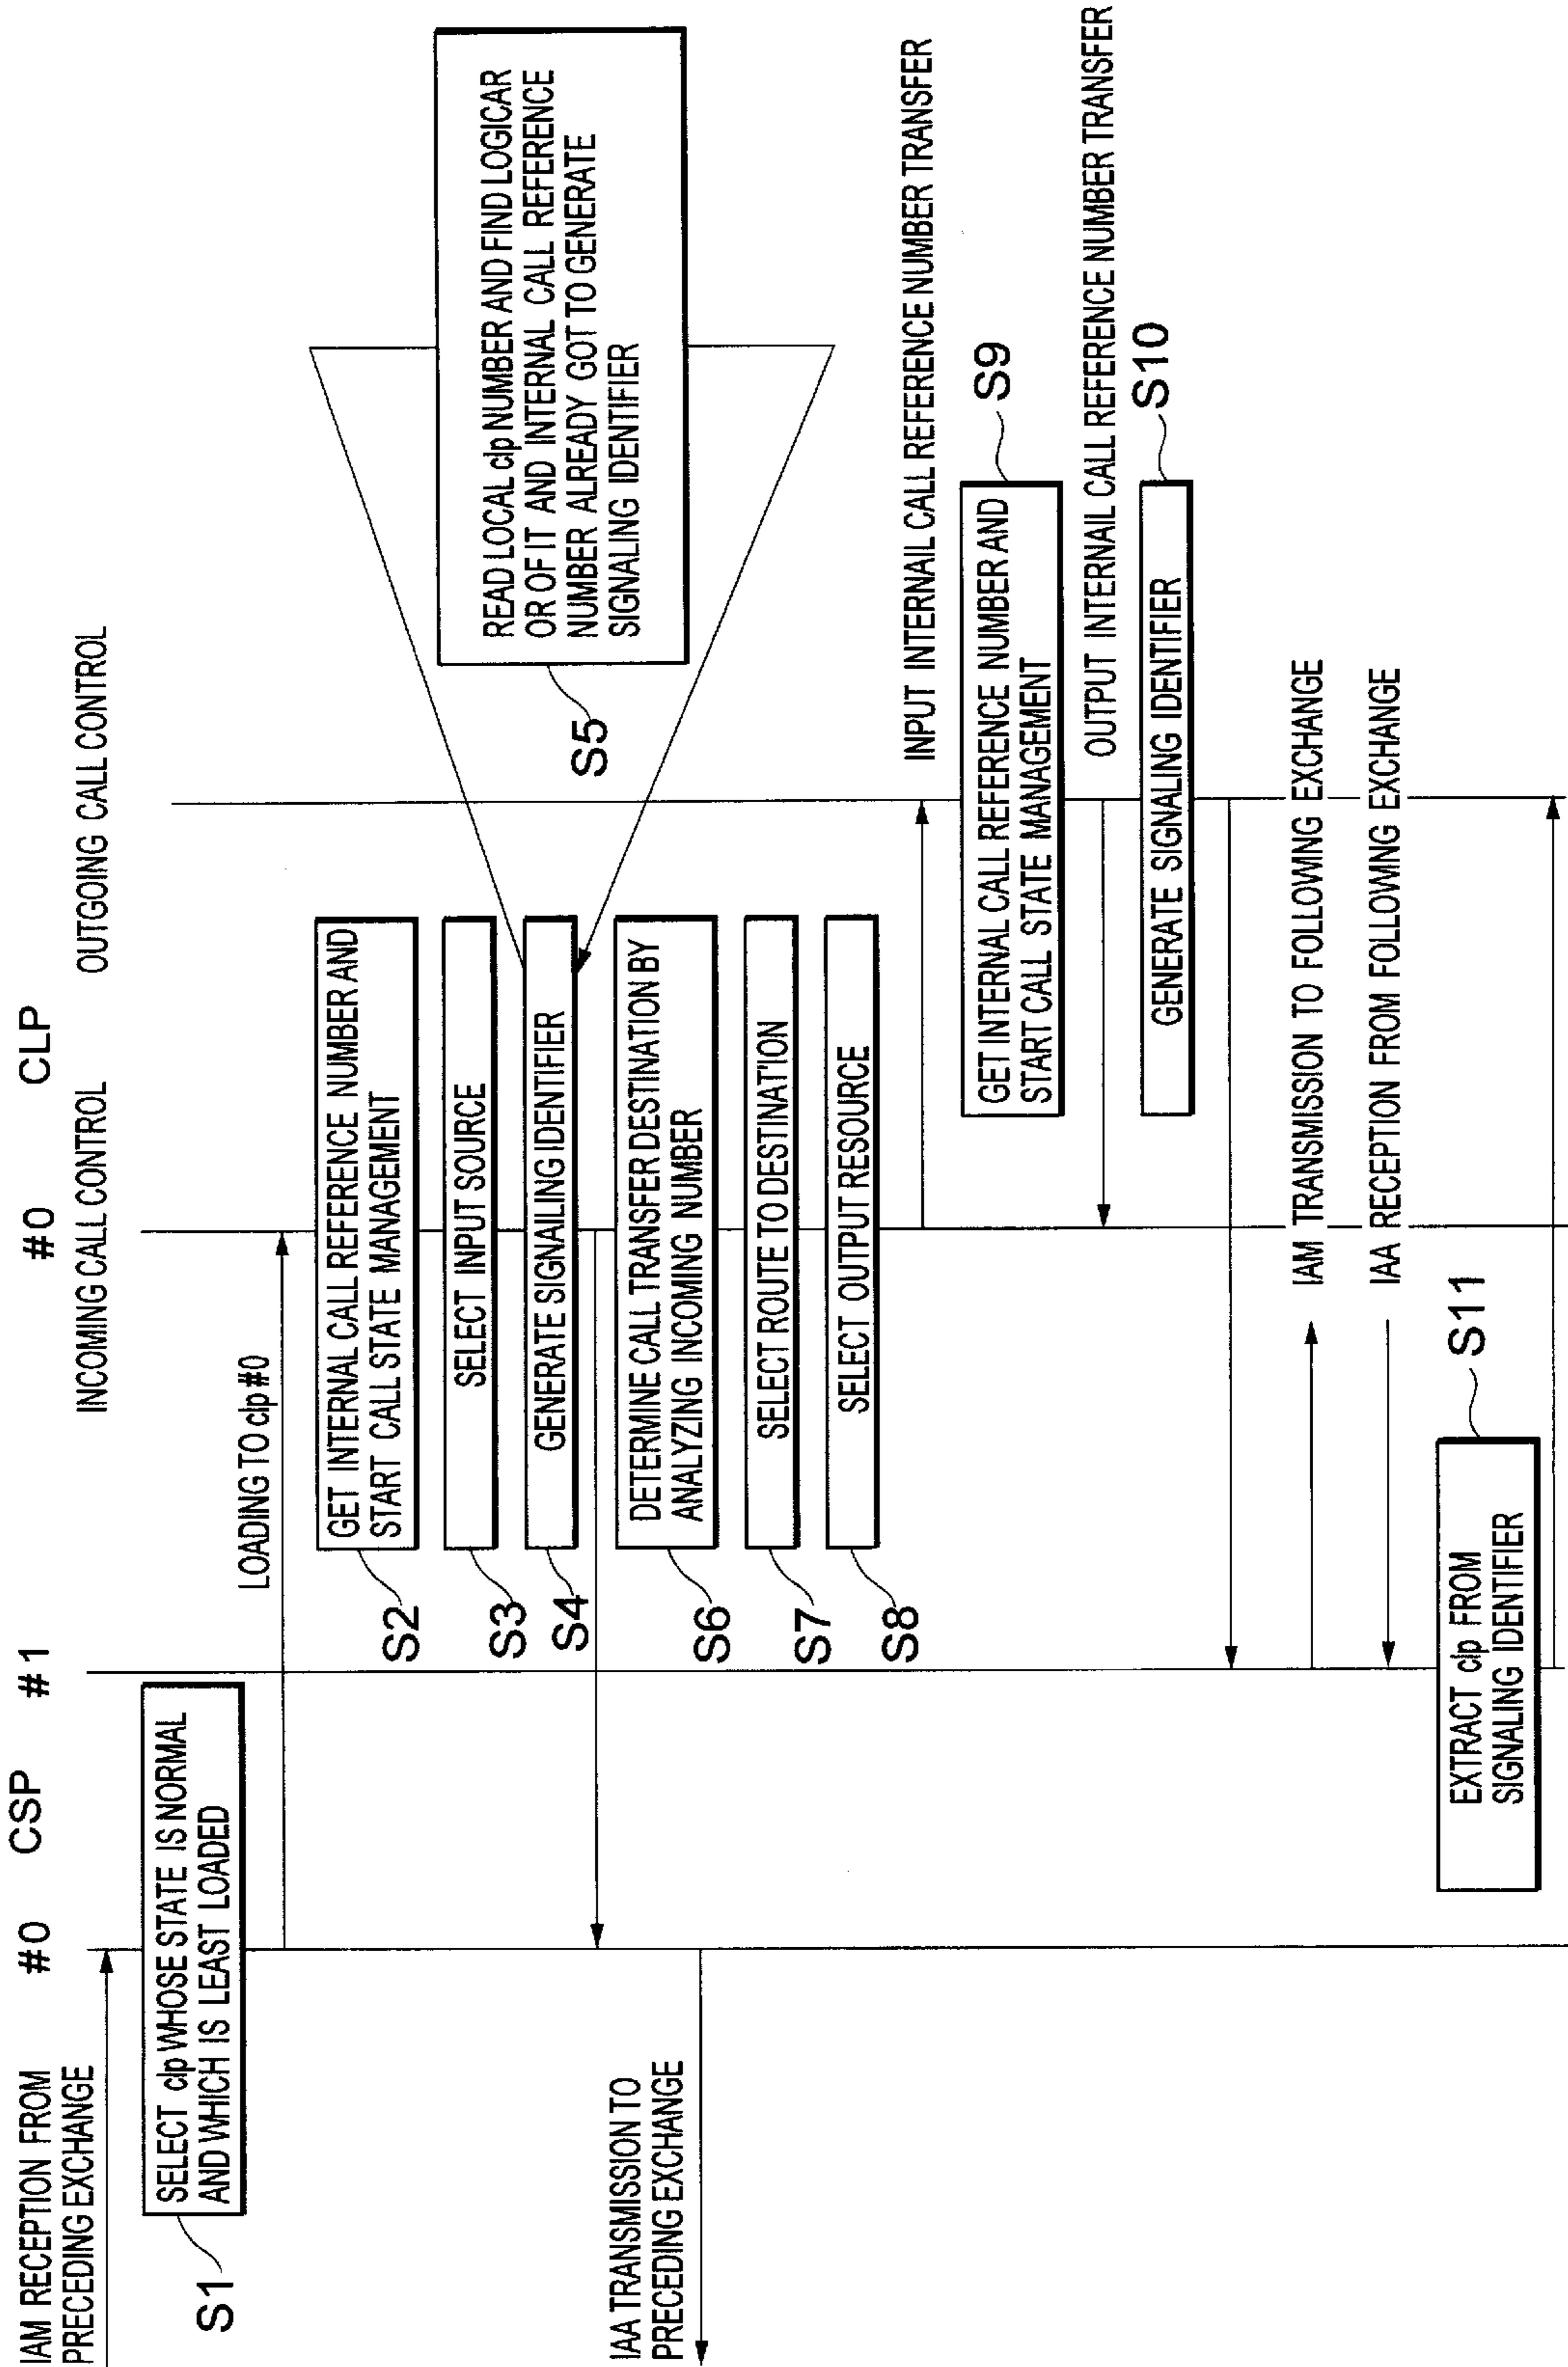 #0 CSP #1
#0 CLP
INCOMING CALL CONTROL
OUTGOING CALL CONTROL
IAM RECEPTION FROM
PRECEDING EXCHANGE
S1
SELECT clp WHOSE STATE IS NORMAL
AND WHICH IS LEAST LOADED
LOADING TO clp #0
S2
GET INTERNAL CALL REFERENCE NUMBER AND
START CALL STATE MANAGEMENT
S3
SELECT INPUT SOURCE
S4
GENERATE SIGNAILING IDENTIFIER
S5
READ LOCAL clp NUMBER AND FIND LOGICAR
OR OF IT AND INTERNAL CALL REFERENCE
NUMBER ALREADY GOT TO GENERATE
SIGNALING IDENTIFIER
IAA TRANSMISSION TO
PRECEDING EXCHANGE
S6
DETERMINE CALL TRANSFER DESTINATION BY
ANALYZING INCOMING NUMBER
S7
SELECT ROUTE TO DESTINATION
S8
SELECT OUTPUT RESOURCE
INPUT INTERNAIL CALL REFERENCE NUMBER TRANSFER
GET INTERNAL CALL REFERENCE NUMBER AND
START CALL STATE MANAGEMENT
S9
OUTPUT INTERNAIL CALL REFERENCE NUMBER TRANSFER
GENERATE SIGNALING IDENTIFIER
S10
IAM TRANSMISSION TO FOLLOWING EXCHANGE
IAA RECEPTION FROM FOLLOWING EXCHANGE
EXTRACT clp FROM
SIGNALING IDENTIFIER
S11